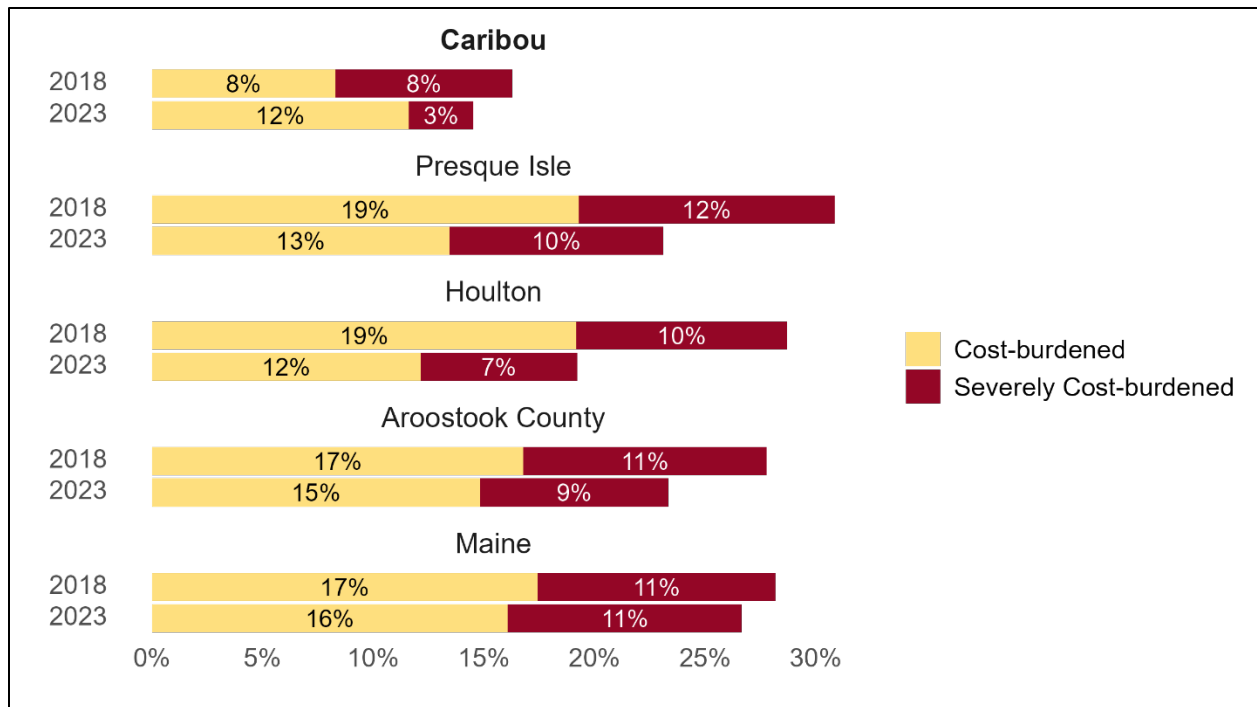 Caribou
2018 8% 8%
2023 12% 3%
Presque Isle
2018 19% 12%
2023 13% 10%
Houlton
2018 19% 10%
2023 12% 7%
Cost-burdened
Severely Cost-burdened
Aroostook County
2018 17% 11%
2023 15% 9%
Maine
2018 17% 11%
2023 16% 11%
0% 5% 10% 15% 20% 25% 30%